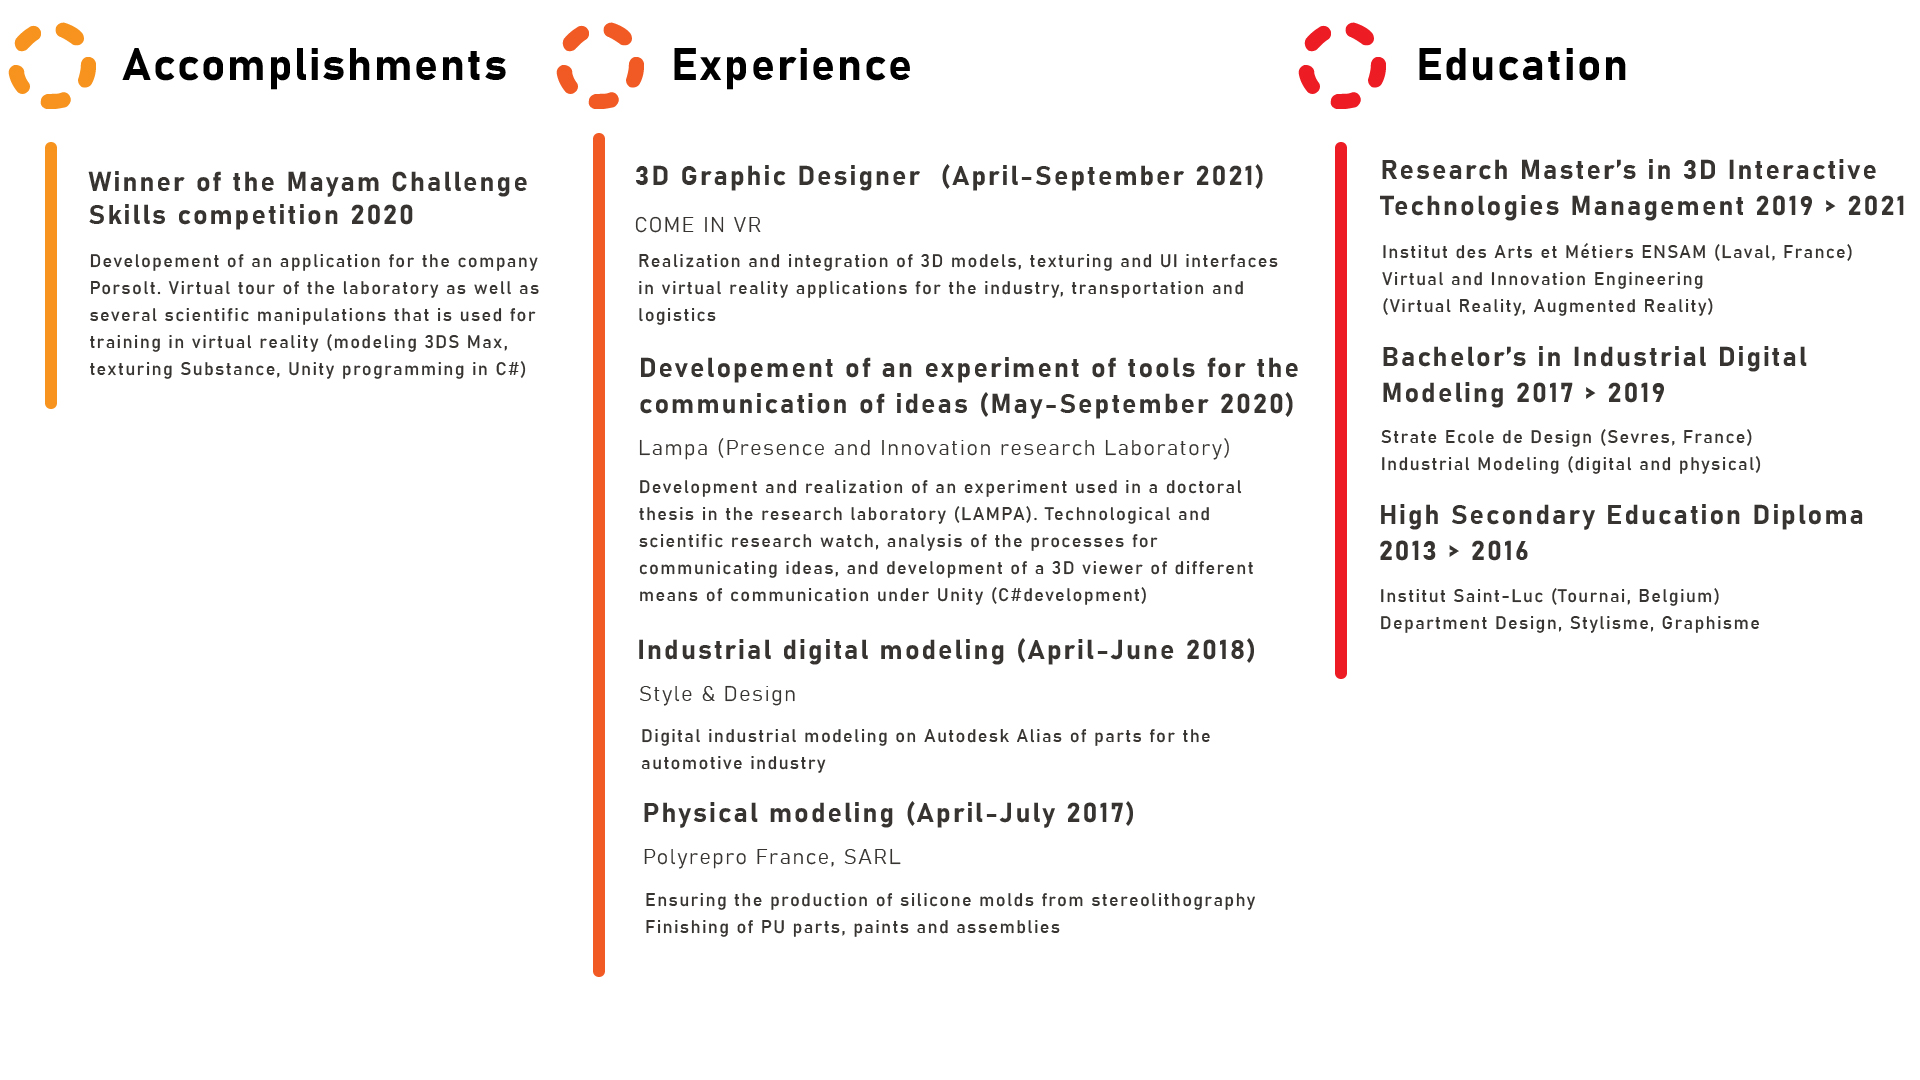 Accomplishments
Winner of the Mayam Challenge
Skills competition 2020
Developement of an application for the company
Porsolt. Virtual tour of the laboratory as well as
several scientific manipulations that is used for
training in virtual reality (modeling 3DS Max,
texturing Substance, Unity programming in C#)
Experience
3D Graphic Designer (April-September 2021)
COME IN VR
Realization and integration of 3D models, texturing and UI interfaces
in virtual reality applications for the industry, transportation and
logistics
Developement of an experiment of tools for the
communication of ideas (May-September 2020)
Lampa (Presence and Innovation research Laboratory)
Development and realization of an experiment used in a doctoral
thesis in the research laboratory (LAMPA). Technological and
scientific research watch, analysis of the processes for
communicating ideas, and development of a 3D viewer of different
means of communication under Unity (C#development)
Industrial digital modeling (April-June 2018)
Style & Design
Digital industrial modeling on Autodesk Alias of parts for the
automotive industry
Physical modeling (April-July 2017)
Polyrepro France, SARL
Ensuring the production of silicone molds from stereolithography
Finishing of PU parts, paints and assemblies
Education
Research Master’s in 3D Interactive
Technologies Management 2019 > 2021
Institut des Arts et Métiers ENSAM (Laval, France)
Virtual and Innovation Engineering
(Virtual Reality, Augmented Reality)
Bachelor’s in Industrial Digital
Modeling 2017 > 2019
Strate Ecole de Design (Sevres, France)
Industrial Modeling (digital and physical)
High Secondary Education Diploma
2013 > 2016
Institut Saint-Luc (Tournai, Belgium)
Department Design, Stylisme, Graphisme